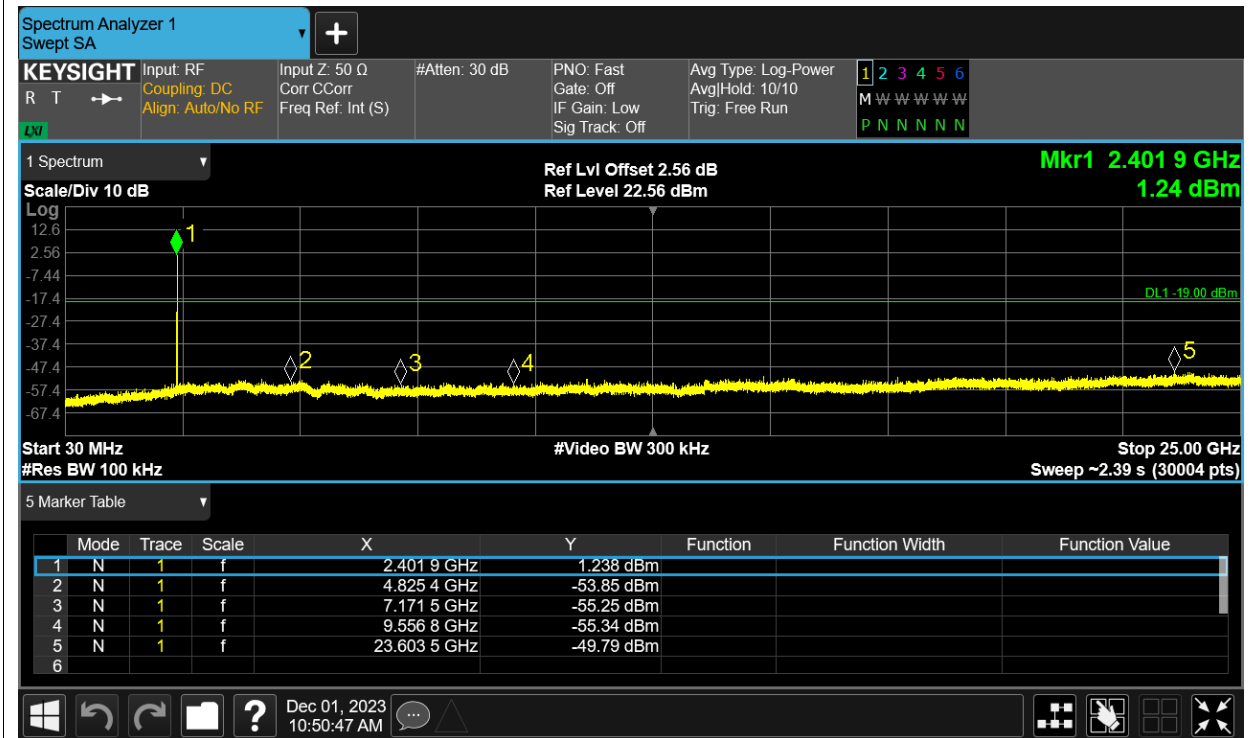 Spectrum Analyzer 1
Swept SA
+
KEYSIGHT
R T
LXI
Input: RF
Coupling: DC
Align: Auto/No RF
Input Z: 50 Ω
Corr CCorr
Freq Ref: Int (S)
#Atten: 30 dB
PNO: Fast
Gate: Off
IF Gain: Low
Sig Track: Off
Avg Type: Log-Power
Avg|Hold: 10/10
Trig: Free Run
1 2 3 4 5 6
M W W W W W
P N N N N N
1 Spectrum
Scale/Div 10 dB
Ref Lvl Offset 2.56 dB
Ref Level 22.56 dBm
Mkr1 2.401 9 GHz
1.24 dBm
Log
12.6
2.56
-7.44
-17.4
-27.4
-37.4
-47.4
-57.4
-67.4
1
2
3
4
5
DL1 -19.00 dBm
Start 30 MHz
#Video BW 300 kHz
Stop 25.00 GHz
#Res BW 100 kHz
Sweep ~2.39 s (30004 pts)
5 Marker Table
Mode Trace Scale X Y Function Function Width Function Value
1 N 1 f 2.401 9 GHz 1.238 dBm
2 N 1 f 4.825 4 GHz -53.85 dBm
3 N 1 f 7.171 5 GHz -55.25 dBm
4 N 1 f 9.556 8 GHz -55.34 dBm
5 N 1 f 23.603 5 GHz -49.79 dBm
6
?
Dec 01, 2023
10:50:47 AM